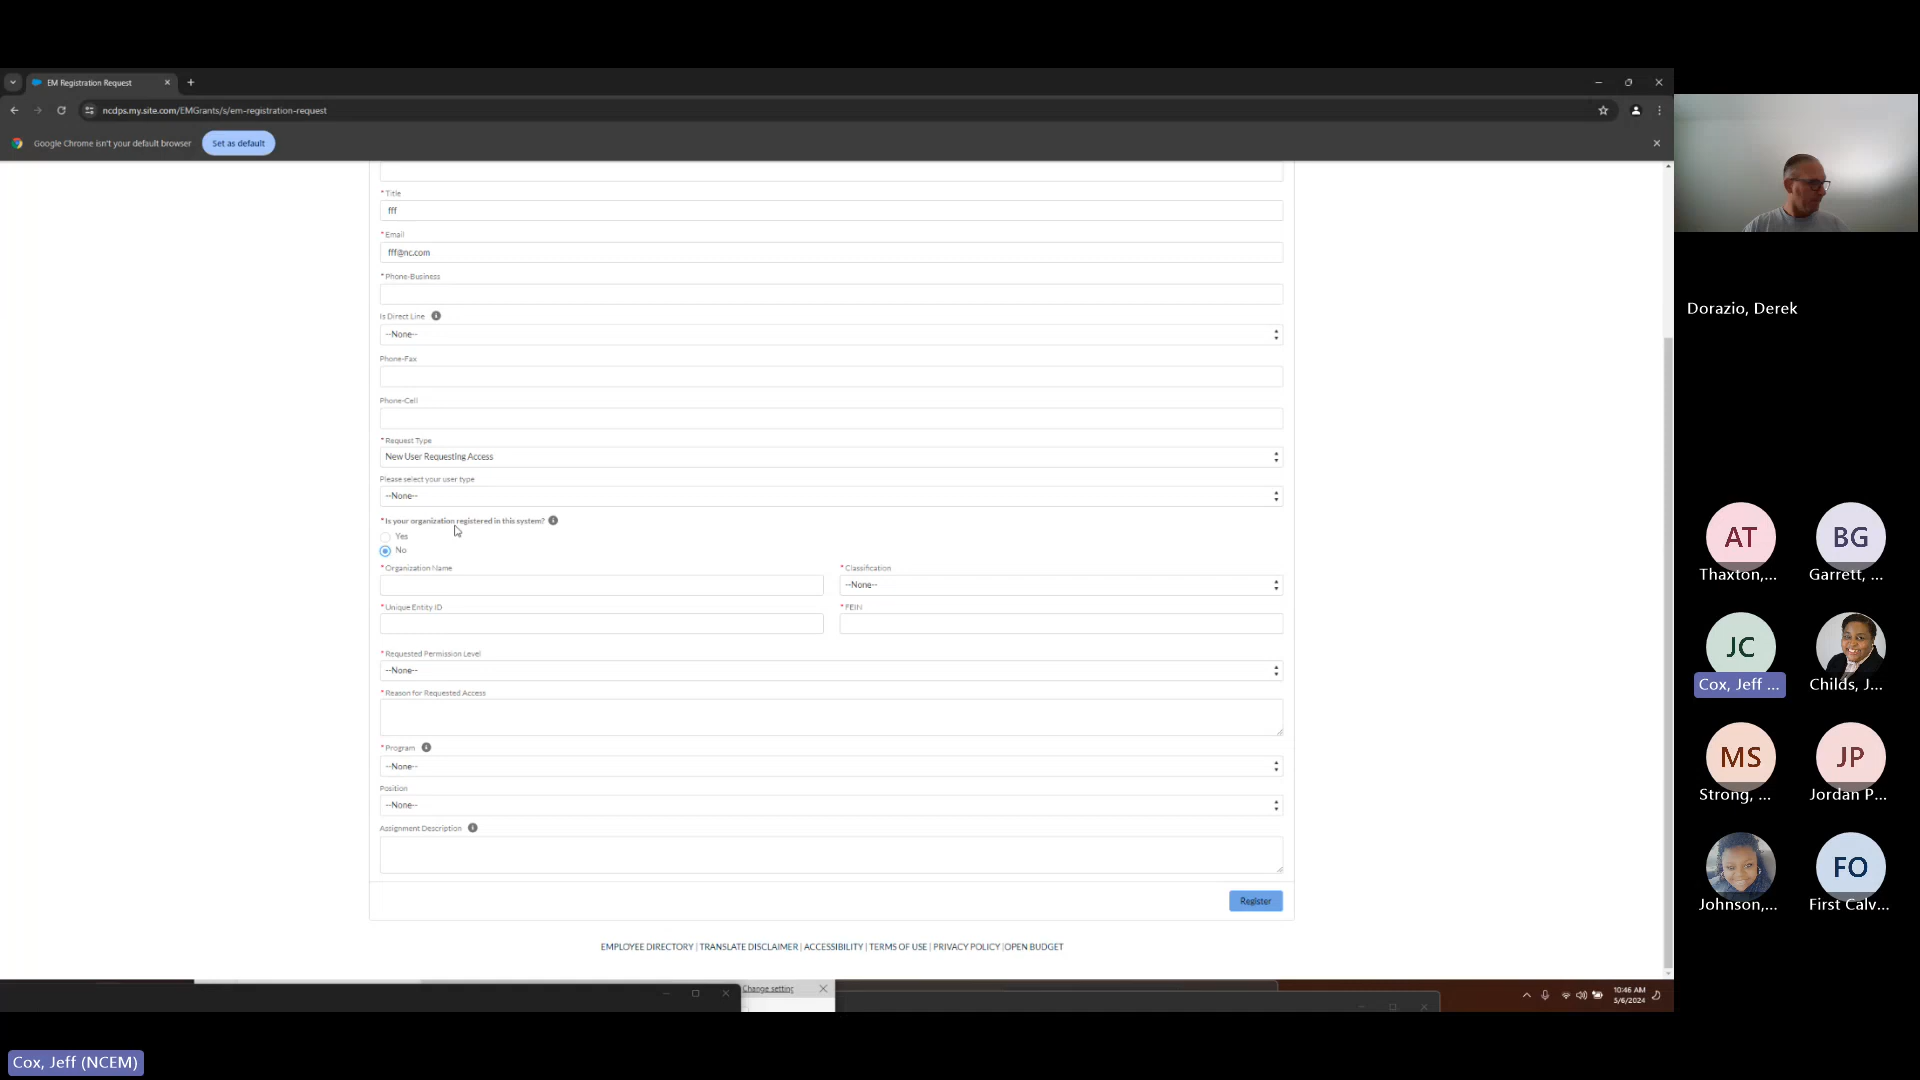 EM Registration Request
ncdps.my.site.com/EMGrants/s/em-registration-request
Google Chrome isn't your default browser
Set as default
* Title
fff
* Email
fff@nc.com
* Phone-Business
Is Direct Line
--None--
Phone-Fax
Phone-Cell
* Request Type
New User Requesting Access
Please select your user type
--None--
* Is your organization registered in this system?
Yes
No
* Organization Name
* Classification
--None--
* Unique Entity ID
* FEIN
* Requested Permission Level
--None--
* Reason for Requested Access
* Program
--None--
Position
--None--
Assignment Description
Register
EMPLOYEE DIRECTORY | TRANSLATE DISCLAIMER | ACCESSIBILITY | TERMS OF USE | PRIVACY POLICY |OPEN BUDGET
Change setting
10:46 AM
5/6/2024
Dorazio, Derek
AT
BG
Thaxton,...
Garrett, ...
JC
Cox, Jeff ...
Childs, J...
MS
JP
Strong, ...
Jordan P...
FO
Johnson,...
First Calv...
Cox, Jeff (NCEM)